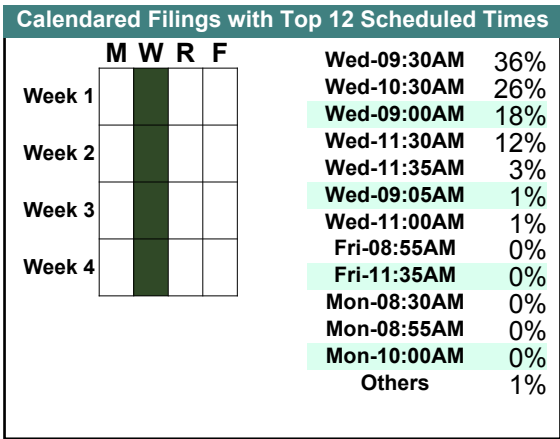 Calendared Filings with Top 12 Scheduled Times
M W R F
Week 1
Week 2
Week 3
Week 4
Wed-09:30AM 36%
Wed-10:30AM 26%
Wed-09:00AM 18%
Wed-11:30AM 12%
Wed-11:35AM 3%
Wed-09:05AM 1%
Wed-11:00AM 1%
Fri-08:55AM 0%
Fri-11:35AM 0%
Mon-08:30AM 0%
Mon-08:55AM 0%
Mon-10:00AM 0%
Others 1%